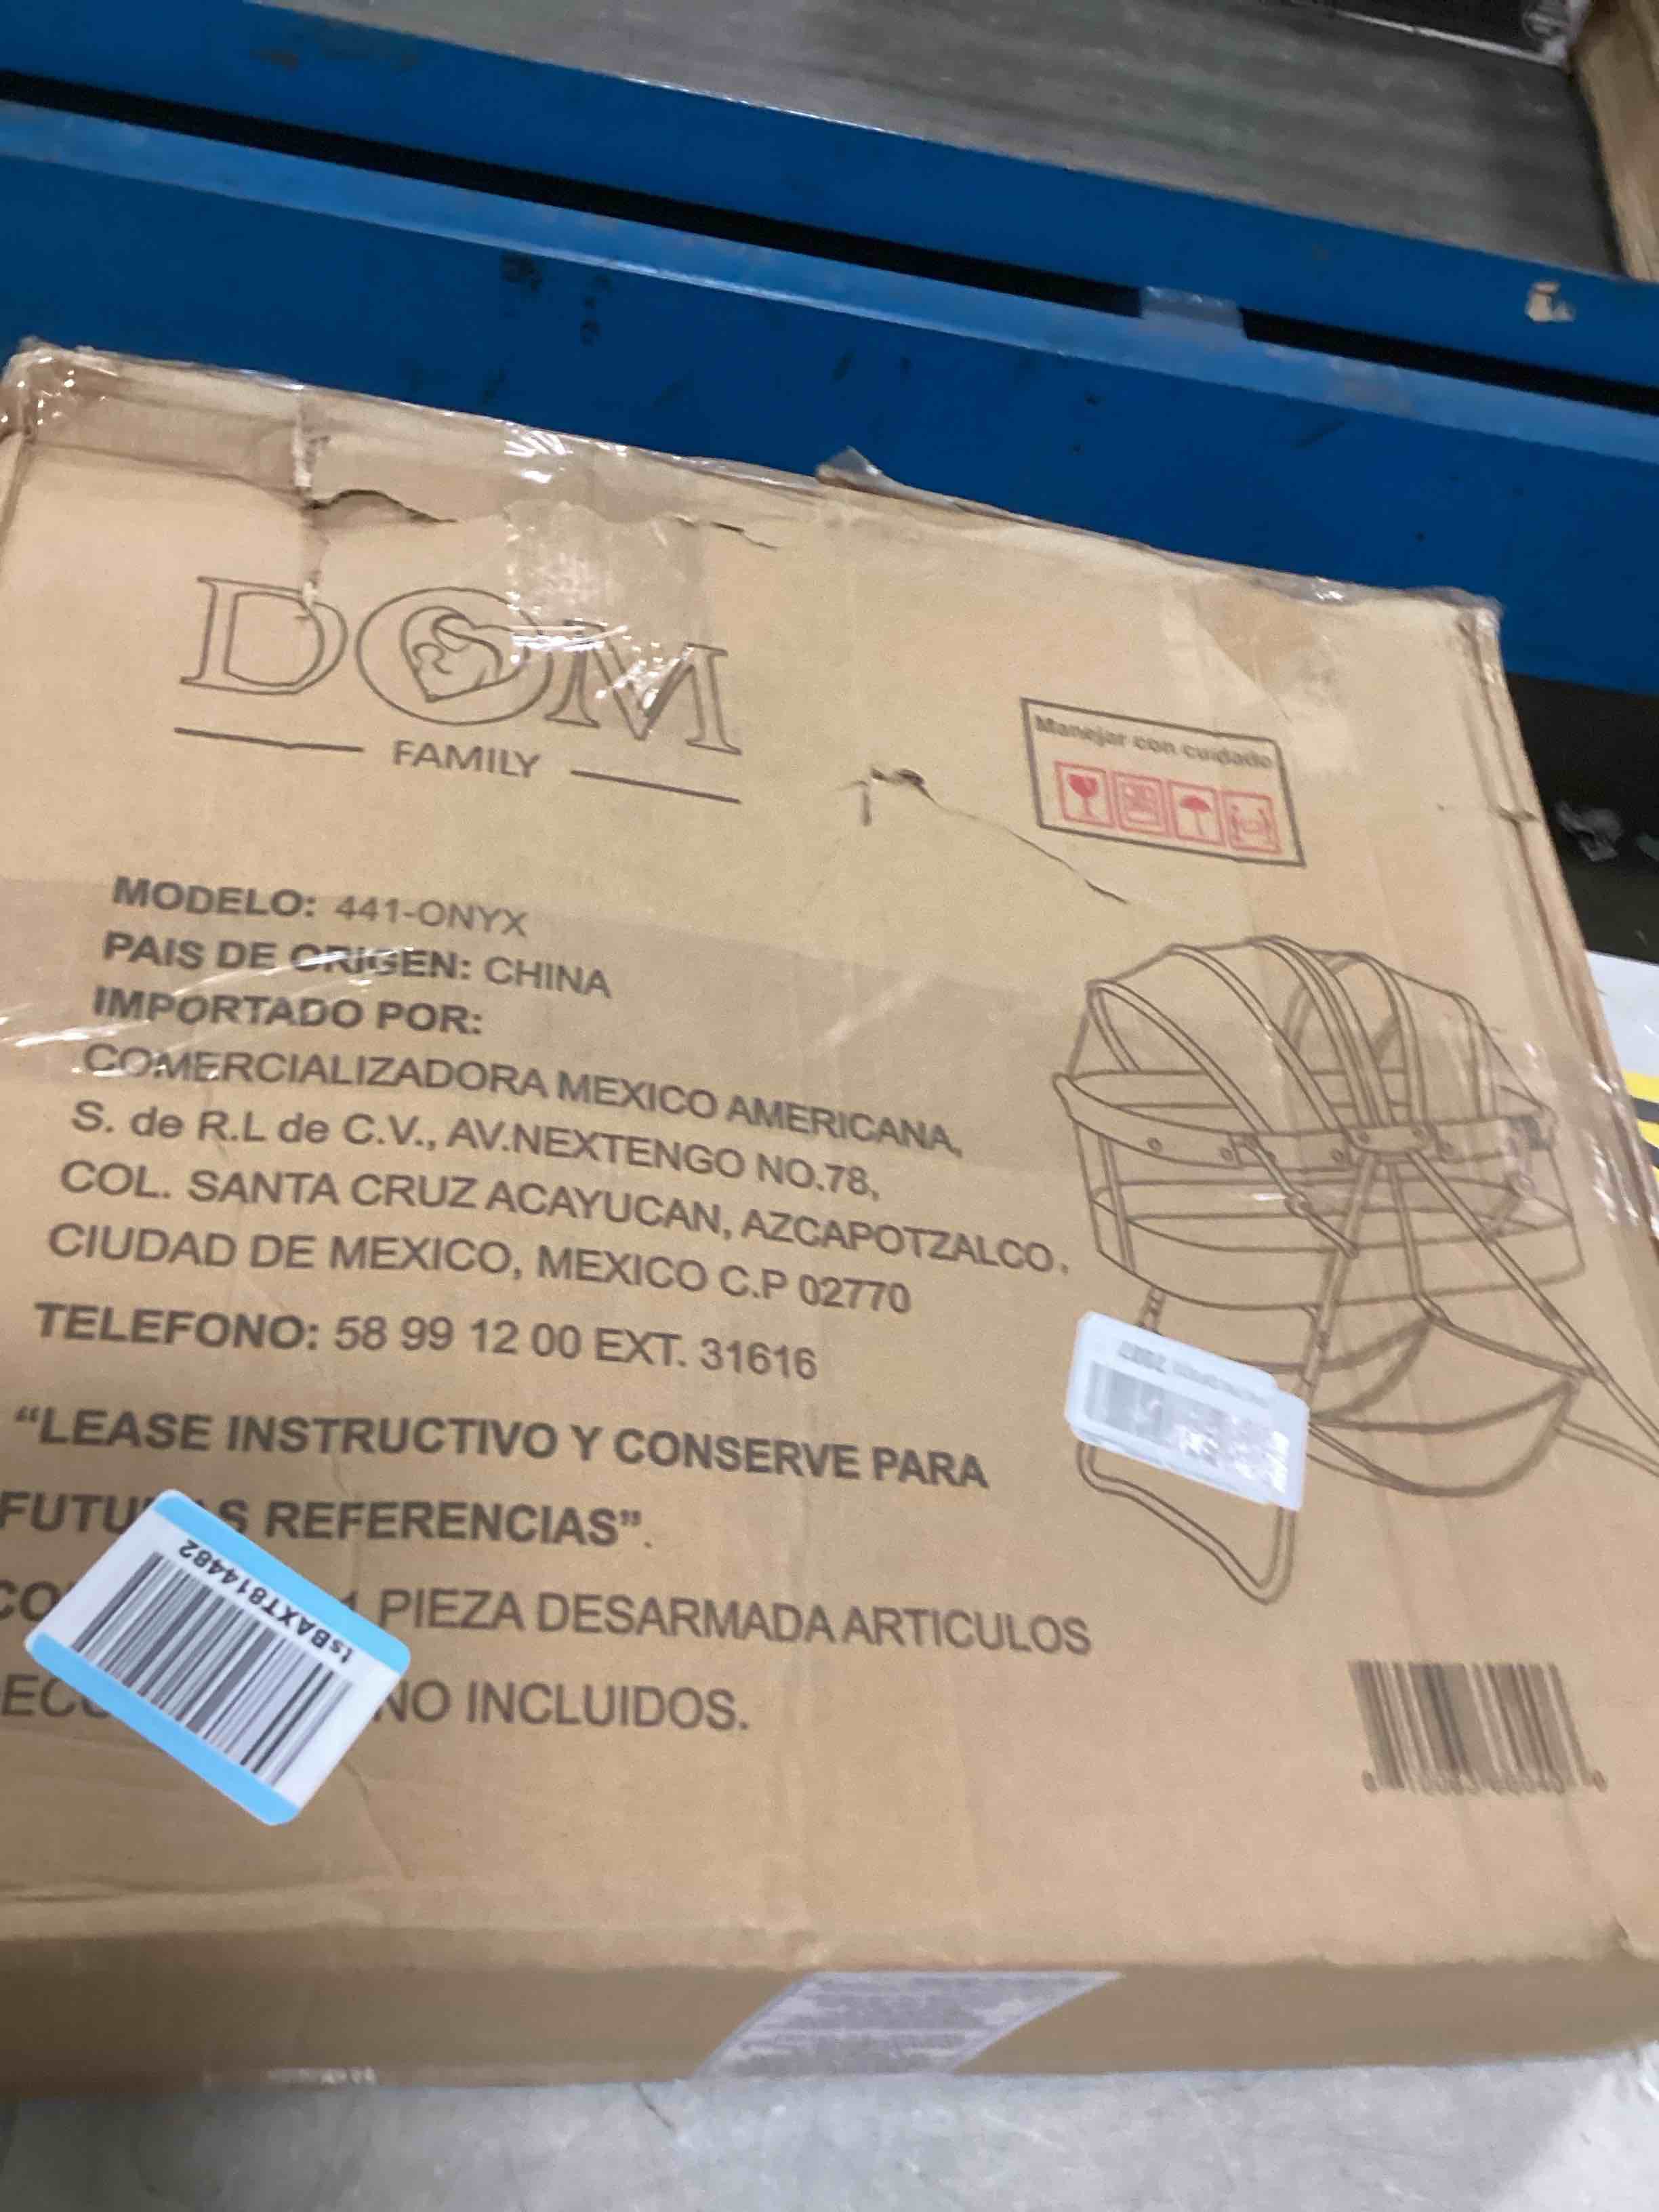 DOM
FAMILY
Manejar con cuidado
MODELO: 441-ONYX
PAIS DE ORIGEN: CHINA
IMPORTADO POR:
COMERCIALIZADORA MEXICO AMERICANA,
S. de R.L de C.V., AV.NEXTENGO NO.78,
COL. SANTA CRUZ ACAYUCAN, AZCAPOTZALCO,
CIUDAD DE MEXICO, MEXICO C.P 02770
TELEFONO: 58 99 12 00 EXT. 31616
“LEASE INSTRUCTIVO Y CONSERVE PARA
REFERENCIAS”.
1 PIEZA DESARMADA ARTICULOS
NO INCLUIDOS.
tsBAXT814482